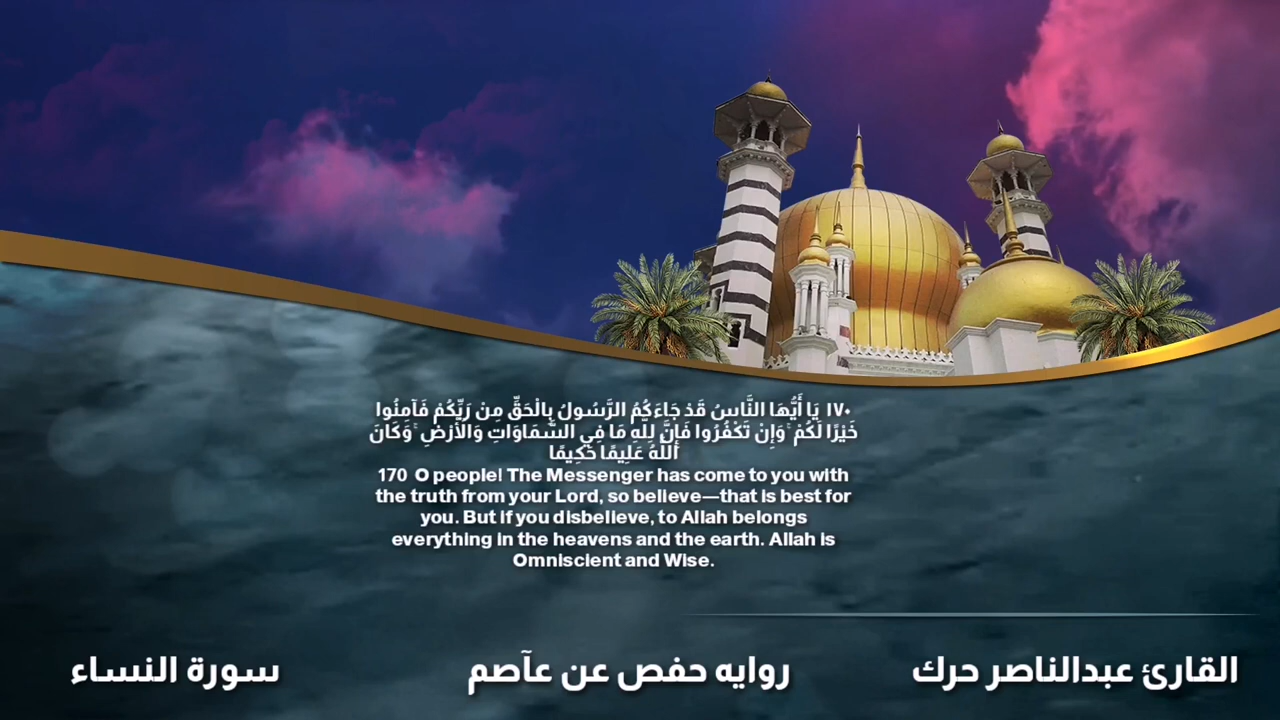 ١٧٠ يَا أَيُّهَا النَّاسُ قَدْ جَاءَكُمُ الرَّسُولُ بِالْحَقِّ مِنْ رَبِّكُمْ فَآمِنُوا
خَيْرًا لَكُمْ ۚ وَإِنْ تَكْفُرُوا فَإِنَّ لِلَّهِ مَا فِي السَّمَاوَاتِ وَالْأَرْضِ ۚ وَكَانَ
اللَّهُ عَلِيمًا حَكِيمًا
170 O people! The Messenger has come to you with
the truth from your Lord, so believe—that is best for
you. But if you disbelieve, to Allah belongs
everything in the heavens and the earth. Allah is
Omniscient and Wise.
القارئ عبدالناصر حرك
روايه حفص عن عآصم
سورة النساء